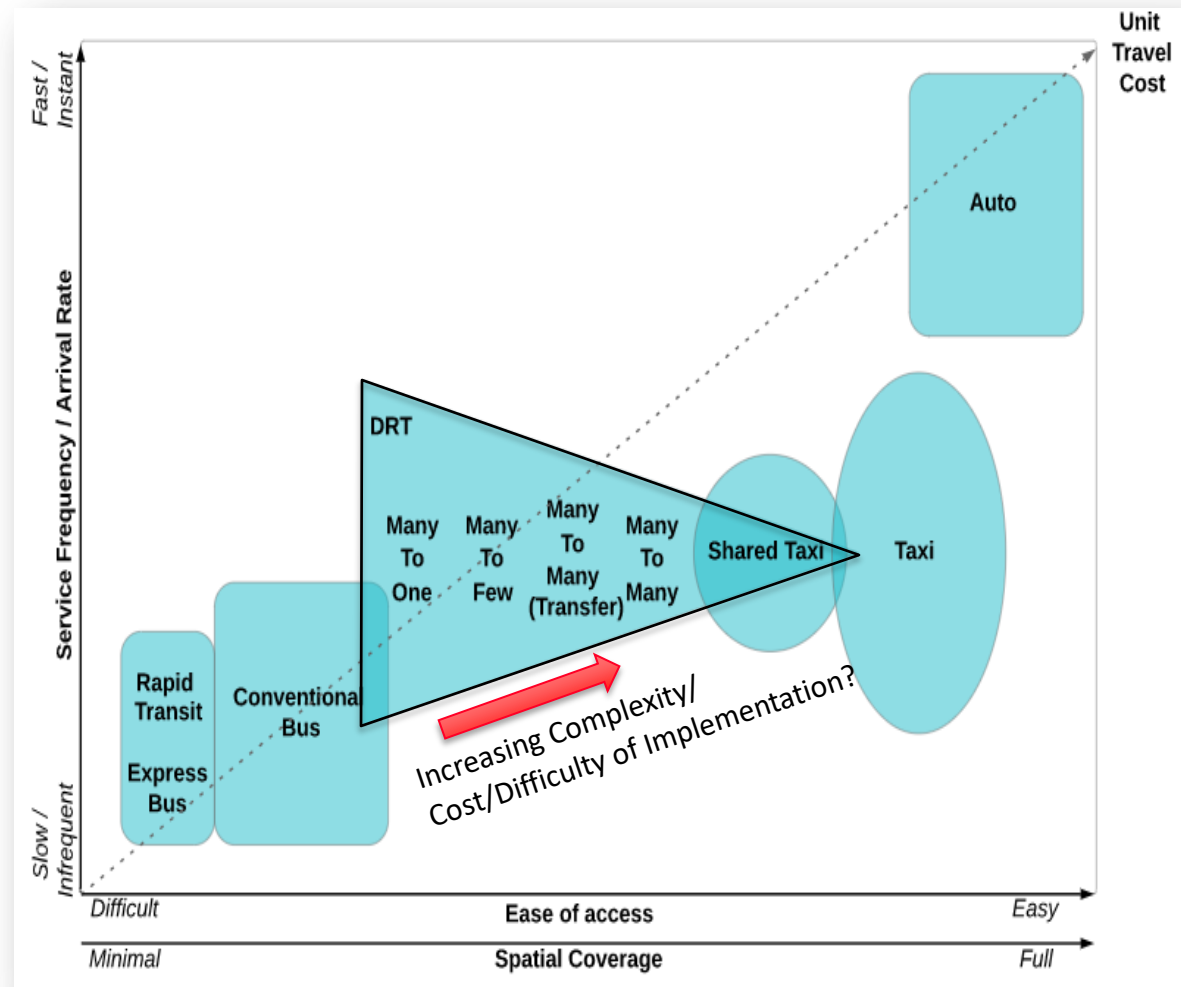 Unit
Travel
Cost
Fast /
Instant
Service Frequency / Arrival Rate
Slow /
Infrequent
Auto
DRT
Many
To
One
Many
To
Few
Many
To
Many
(Transfer)
Many
To
Many
Shared Taxi
Taxi
Rapid
Transit
Express
Bus
Conventiona
Bus
Increasing Complexity/
Cost/Difficulty of Implementation?
Difficult
Ease of access
Easy
Minimal
Spatial Coverage
Full